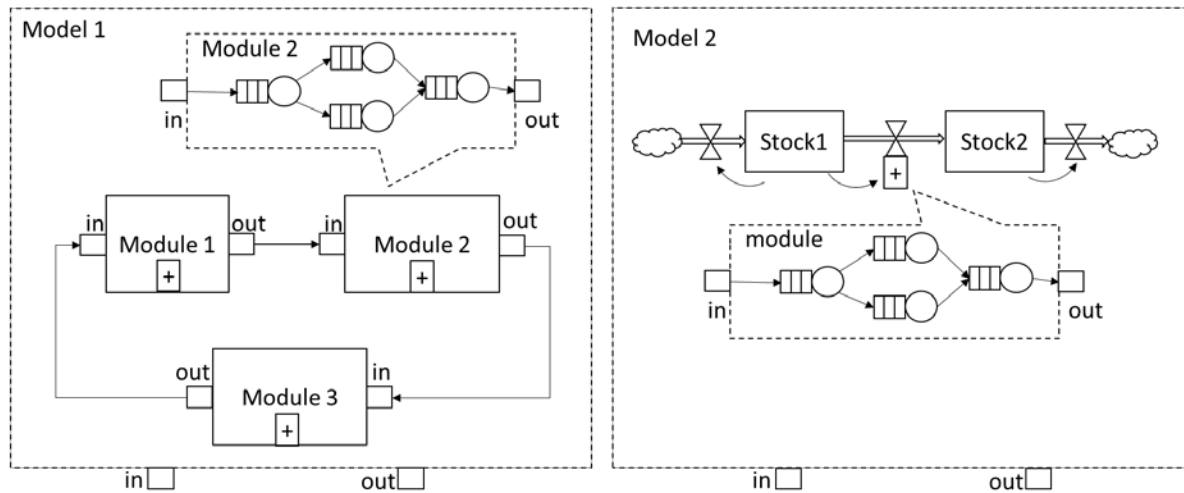 Model 1
Module 2
in
out
in
Module 1
+
out
in
Module 2
+
out
out
Module 3
+
in
in
out
Model 2
Stock1
+
Stock2
module
in
out
in
out